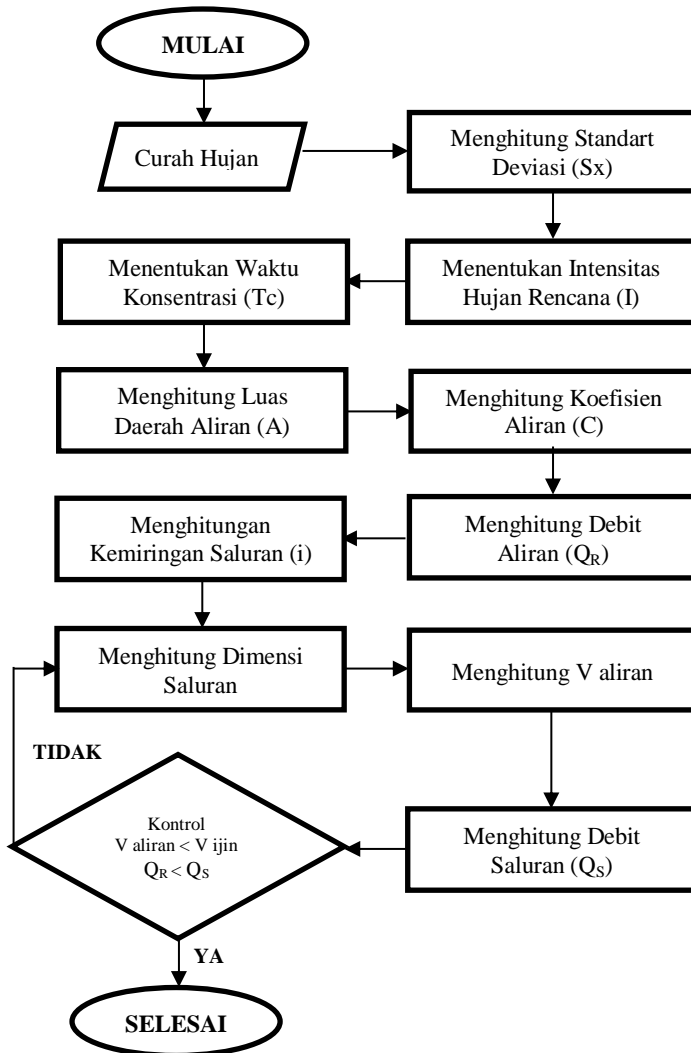 MULAI
Curah Hujan
Menghitung Standart
Deviasi (Sx)
Menentukan Intensitas
Hujan Rencana (I)
Menentukan Waktu
Konsentrasi (Tc)
Menghitung Luas
Daerah Aliran (A)
Menghitung Koefisien
Aliran (C)
Menghitung Debit
Aliran (QR)
Menghitungan
Kemiringan Saluran (i)
Menghitung Dimensi
Saluran
Menghitung V aliran
Menghitung Debit
Saluran (QS)
Kontrol
V aliran < V ijin
QR < QS
TIDAK
YA
SELESAI